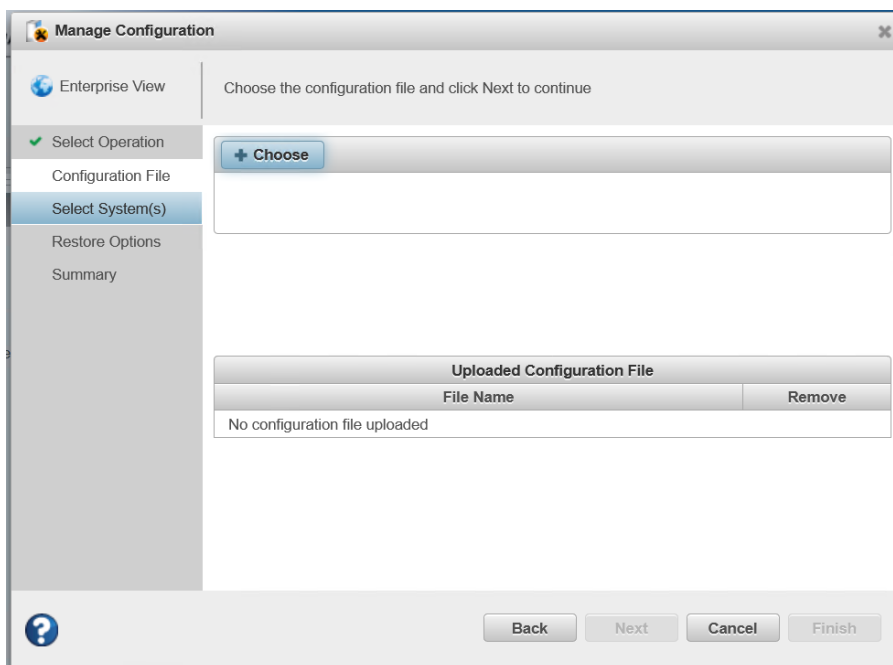 Manage Configuration
Enterprise View
Choose the configuration file and click Next to continue
Select Operation
Configuration File
Select System(s)
Restore Options
Summary
Choose
Uploaded Configuration File
File Name Remove
No configuration file uploaded
Back Next Cancel Finish